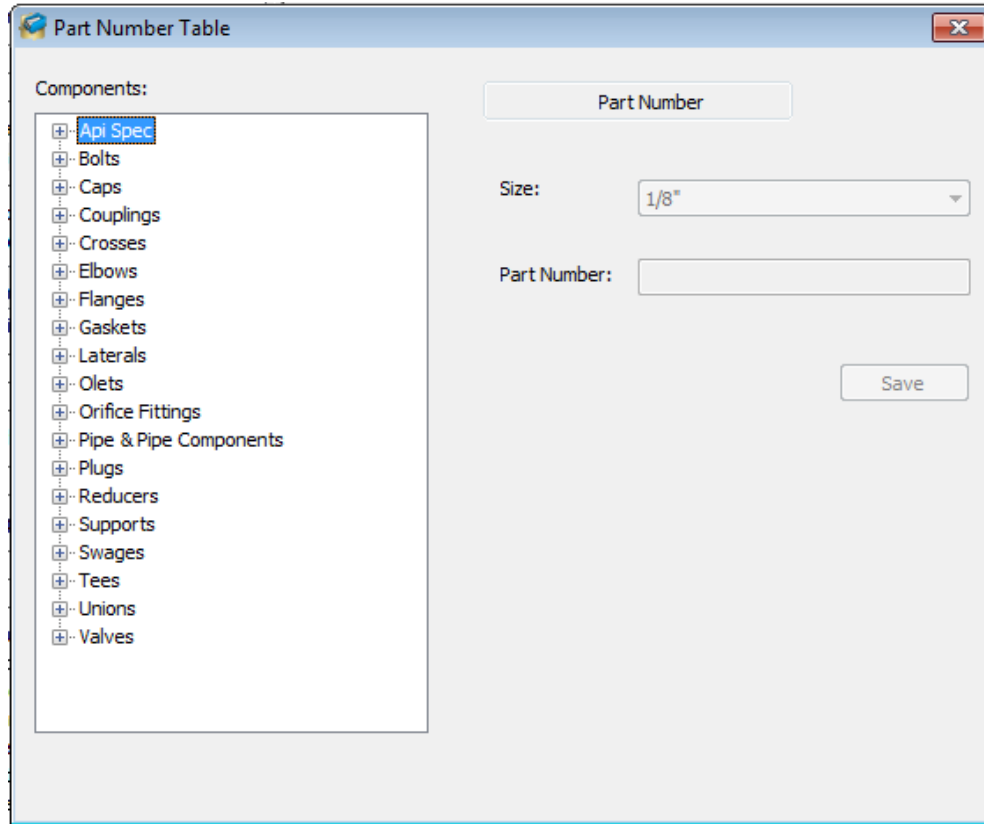 Part Number Table
Components:
Api Spec
Bolts
Caps
Couplings
Crosses
Elbows
Flanges
Gaskets
Laterals
Olets
Orifice Fittings
Pipe & Pipe Components
Plugs
Reducers
Supports
Swages
Tees
Unions
Valves
Part Number
Size:
1/8"
Part Number:
Save